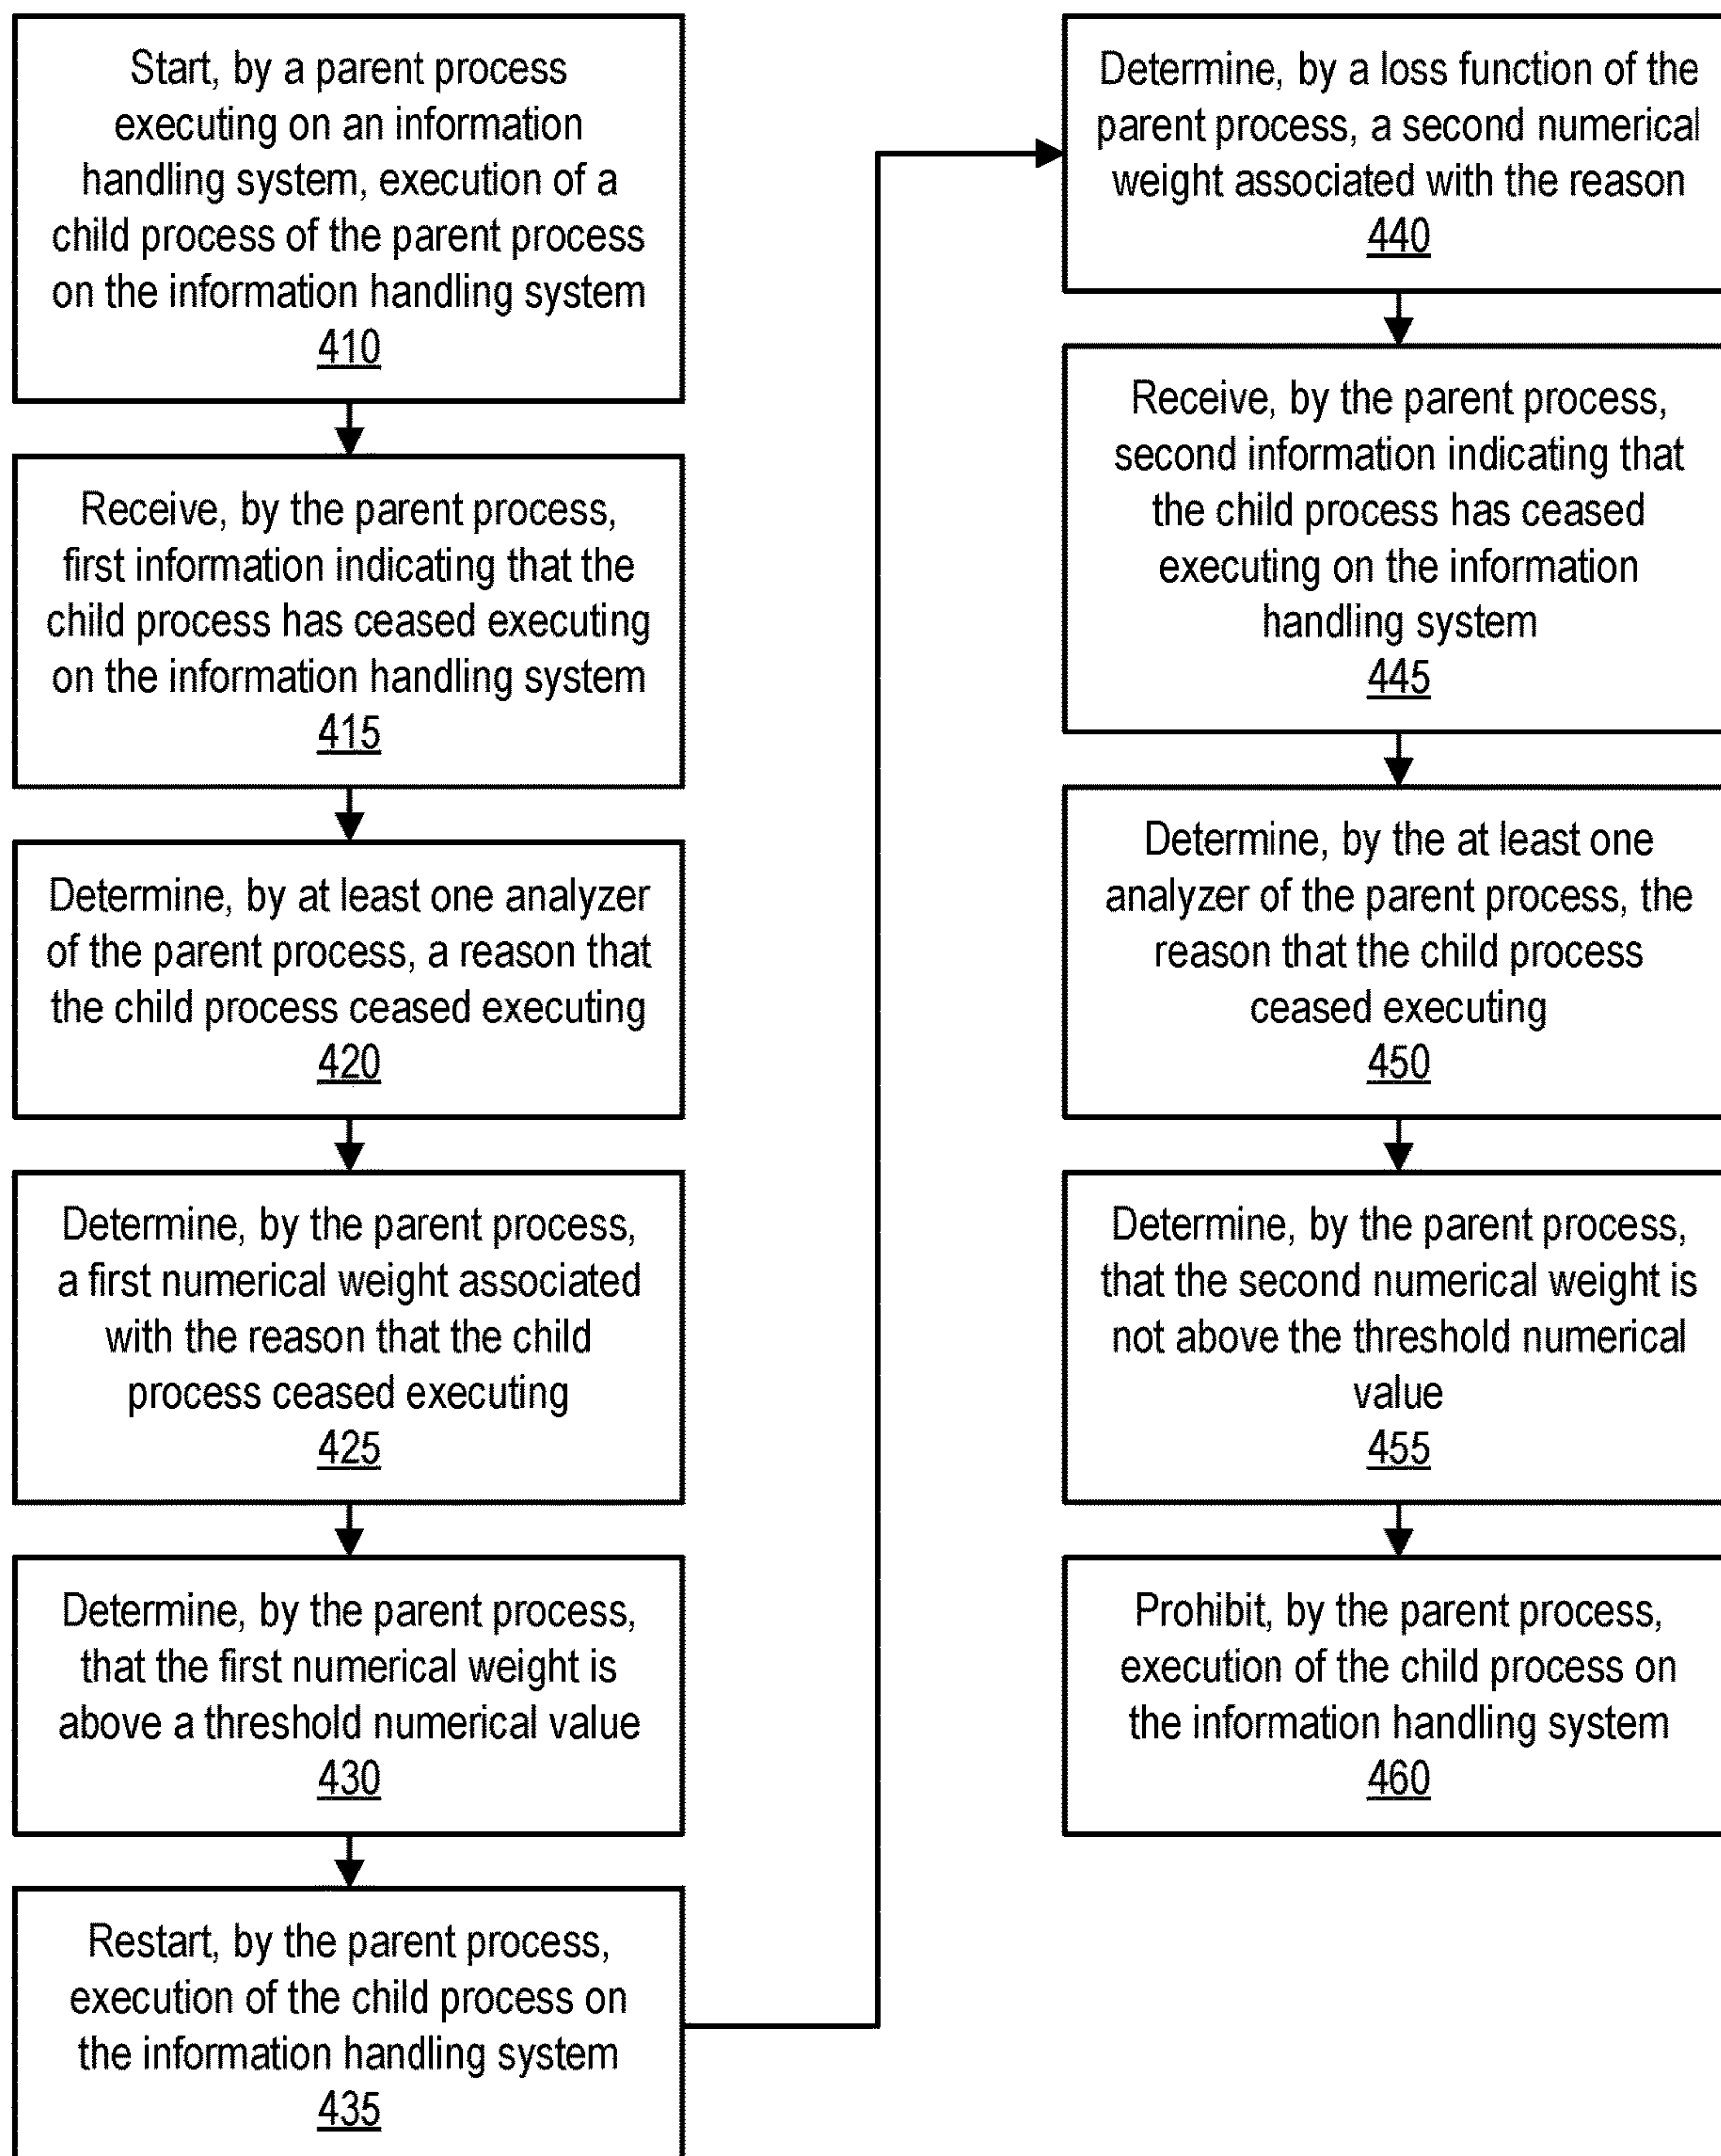 Start, by a parent process
executing on an information
handling system, execution of a
child process of the parent process
on the information handling system
410
Receive, by the parent process,
first information indicating that the
child process has ceased executing
on the information handling system
415
Determine, by at least one analyzer
of the parent process, a reason that
the child process ceased executing
420
Determine, by the parent process,
a first numerical weight associated
with the reason that the child
process ceased executing
425
Determine, by the parent process,
that the first numerical weight is
above a threshold numerical value
430
Restart, by the parent process,
execution of the child process on
the information handling system
435
Determine, by a loss function of the
parent process, a second numerical
weight associated with the reason
440
Receive, by the parent process,
second information indicating that
the child process has ceased
executing on the information
handling system
445
Determine, by the at least one
analyzer of the parent process, the
reason that the child process
ceased executing
450
Determine, by the parent process,
that the second numerical weight is
not above the threshold numerical
value
455
Prohibit, by the parent process,
execution of the child process on
the information handling system
460